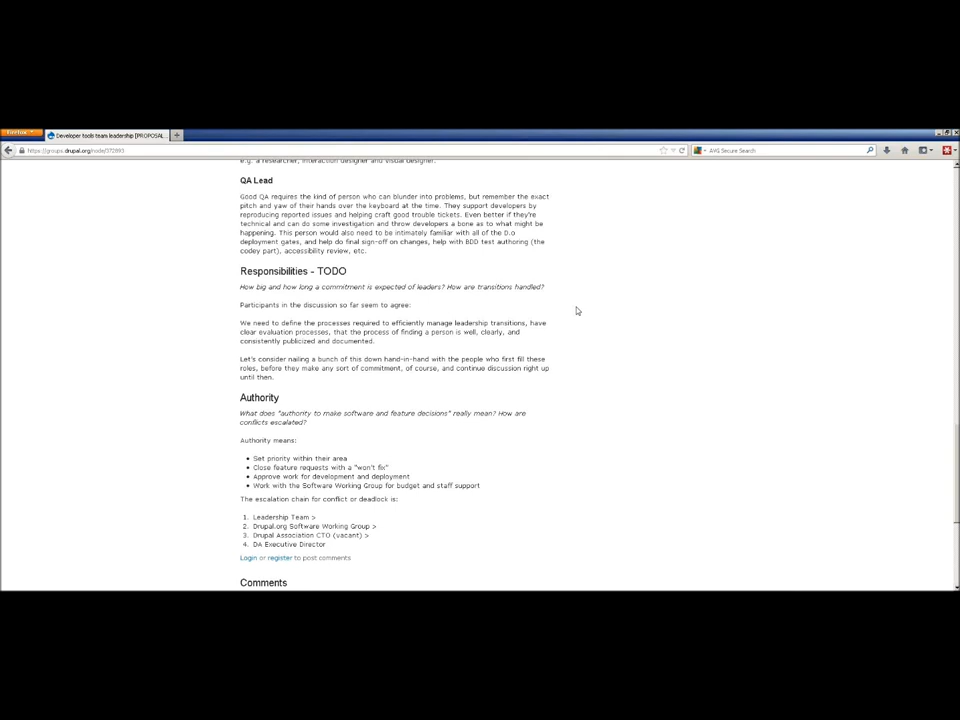 Firefox
Developer tools team leadership [PROPOSAL...
https://groups.drupal.org/node/372893
AVG Secure Search
e.g. a researcher, interaction designer and visual designer.
QA Lead
Good QA requires the kind of person who can blunder into problems, but remember the exact
pitch and yaw of their hands over the keyboard at the time. They support developers by
reproducing reported issues and helping craft good trouble tickets. Even better if they're
technical and can do some investigation and throw developers a bone as to what might be
happening. This person would also need to be intimately familiar with all of the D.o
deployment gates, and help do final sign-off on changes, help with BDD test authoring (the
codey part), accessibility review, etc.
Responsibilities - TODO
How big and how long a commitment is expected of leaders? How are transitions handled?
Participants in the discussion so far seem to agree:
We need to define the processes required to efficiently manage leadership transitions, have
clear evaluation processes, that the process of finding a person is well, clearly, and
consistently publicized and documented.
Let's consider nailing a bunch of this down hand-in-hand with the people who first fill these
roles, before they make any sort of commitment, of course, and continue discussion right up
until then.
Authority
What does "authority to make software and feature decisions" really mean? How are
conflicts escalated?
Authority means:
• Set priority within their area
• Close feature requests with a "won't fix"
• Approve work for development and deployment
• Work with the Software Working Group for budget and staff support
The escalation chain for conflict or deadlock is:
1. Leadership Team >
2. Drupal.org Software Working Group >
3. Drupal Association CTO (vacant) >
4. DA Executive Director
Login or register to post comments
Comments